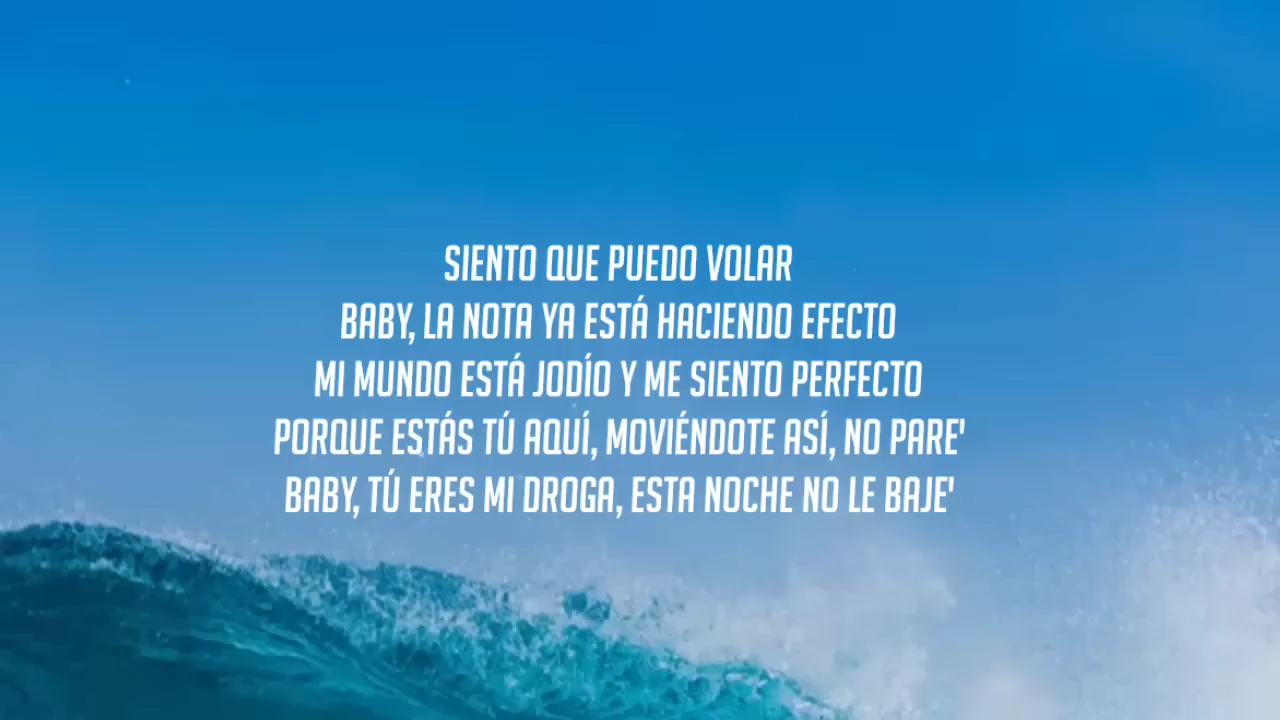 SIENTO QUE PUEDO VOLAR
BABY, LA NOTA YA ESTÁ HACIENDO EFECTO
MI MUNDO ESTÁ JODÍO Y ME SIENTO PERFECTO
PORQUE ESTÁS TÚ AQUÍ, MOVIÉNDOTE ASÍ, NO PARE'
BABY, TÚ ERES MI DROGA, ESTA NOCHE NO LE BAJE'